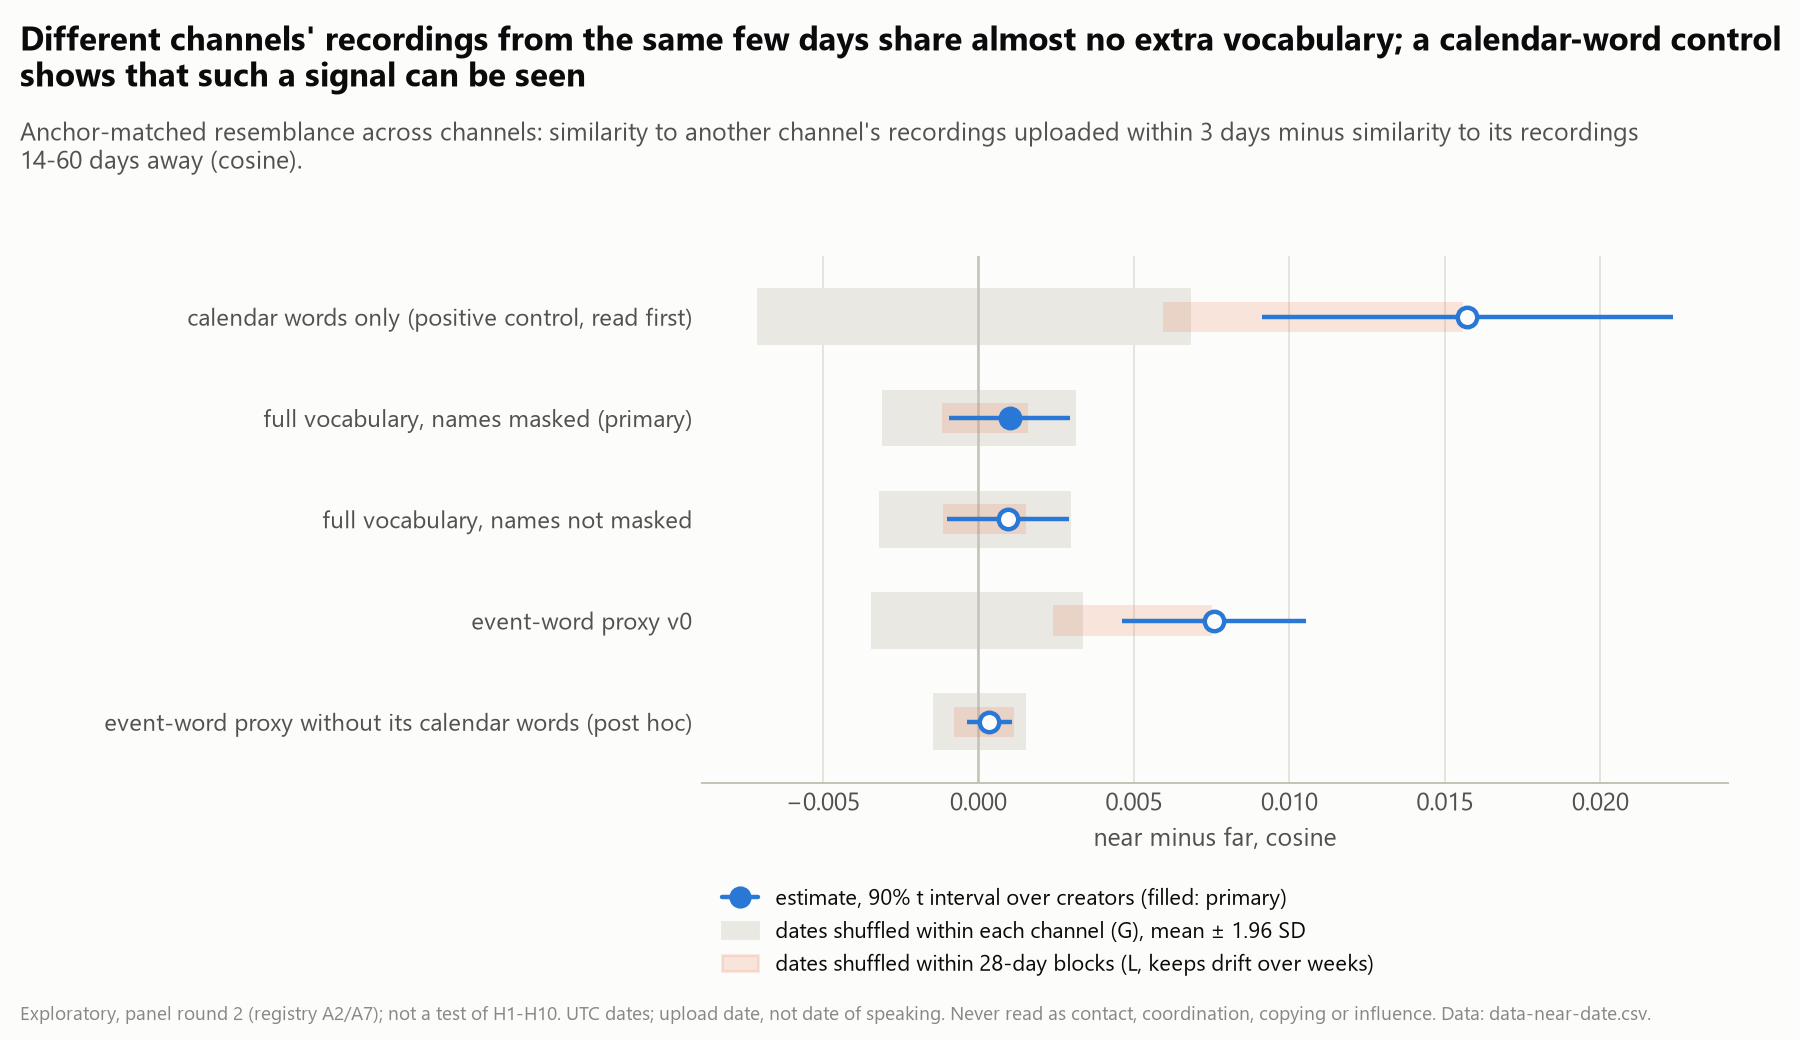 Different channels' recordings from the same few days share almost no extra vocabulary; a calendar-word control
shows that such a signal can be seen
Anchor-matched resemblance across channels: similarity to another channel's recordings uploaded within 3 days minus similarity to its recordings
14-60 days away (cosine).
calendar words only (positive control, read first)
full vocabulary, names masked (primary)
full vocabulary, names not masked
event-word proxy v0
event-word proxy without its calendar words (post hoc)
−0.005 0.000 0.005 0.010 0.015 0.020
near minus far, cosine
estimate, 90% t interval over creators (filled: primary)
dates shuffled within each channel (G), mean ± 1.96 SD
dates shuffled within 28-day blocks (L, keeps drift over weeks)
Exploratory, panel round 2 (registry A2/A7); not a test of H1-H10. UTC dates; upload date, not date of speaking. Never read as contact, coordination, copying or influence. Data: data-near-date.csv.